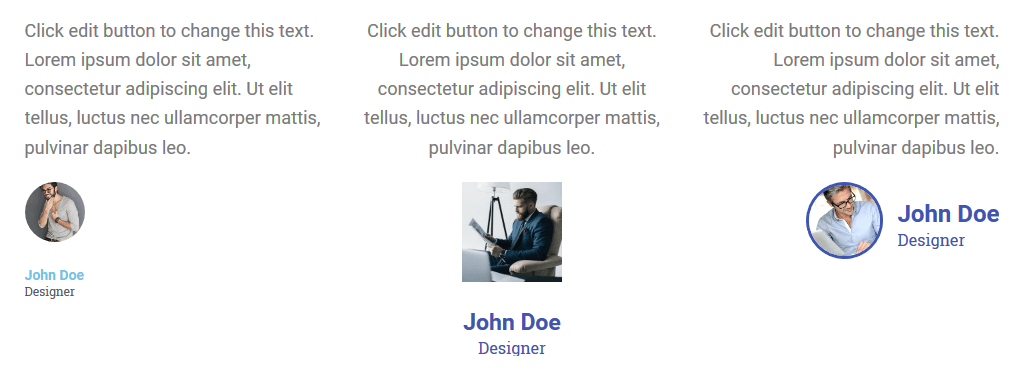 Click edit button to change this text.
Lorem ipsum dolor sit amet,
consectetur adipiscing elit. Ut elit
tellus, luctus nec ullamcorper mattis,
pulvinar dapibus leo.
John Doe
Designer
Click edit button to change this text.
Lorem ipsum dolor sit amet,
consectetur adipiscing elit. Ut elit
tellus, luctus nec ullamcorper mattis,
pulvinar dapibus leo.
John Doe
Designer
Click edit button to change this text.
Lorem ipsum dolor sit amet,
consectetur adipiscing elit. Ut elit
tellus, luctus nec ullamcorper mattis,
pulvinar dapibus leo.
John Doe
Designer